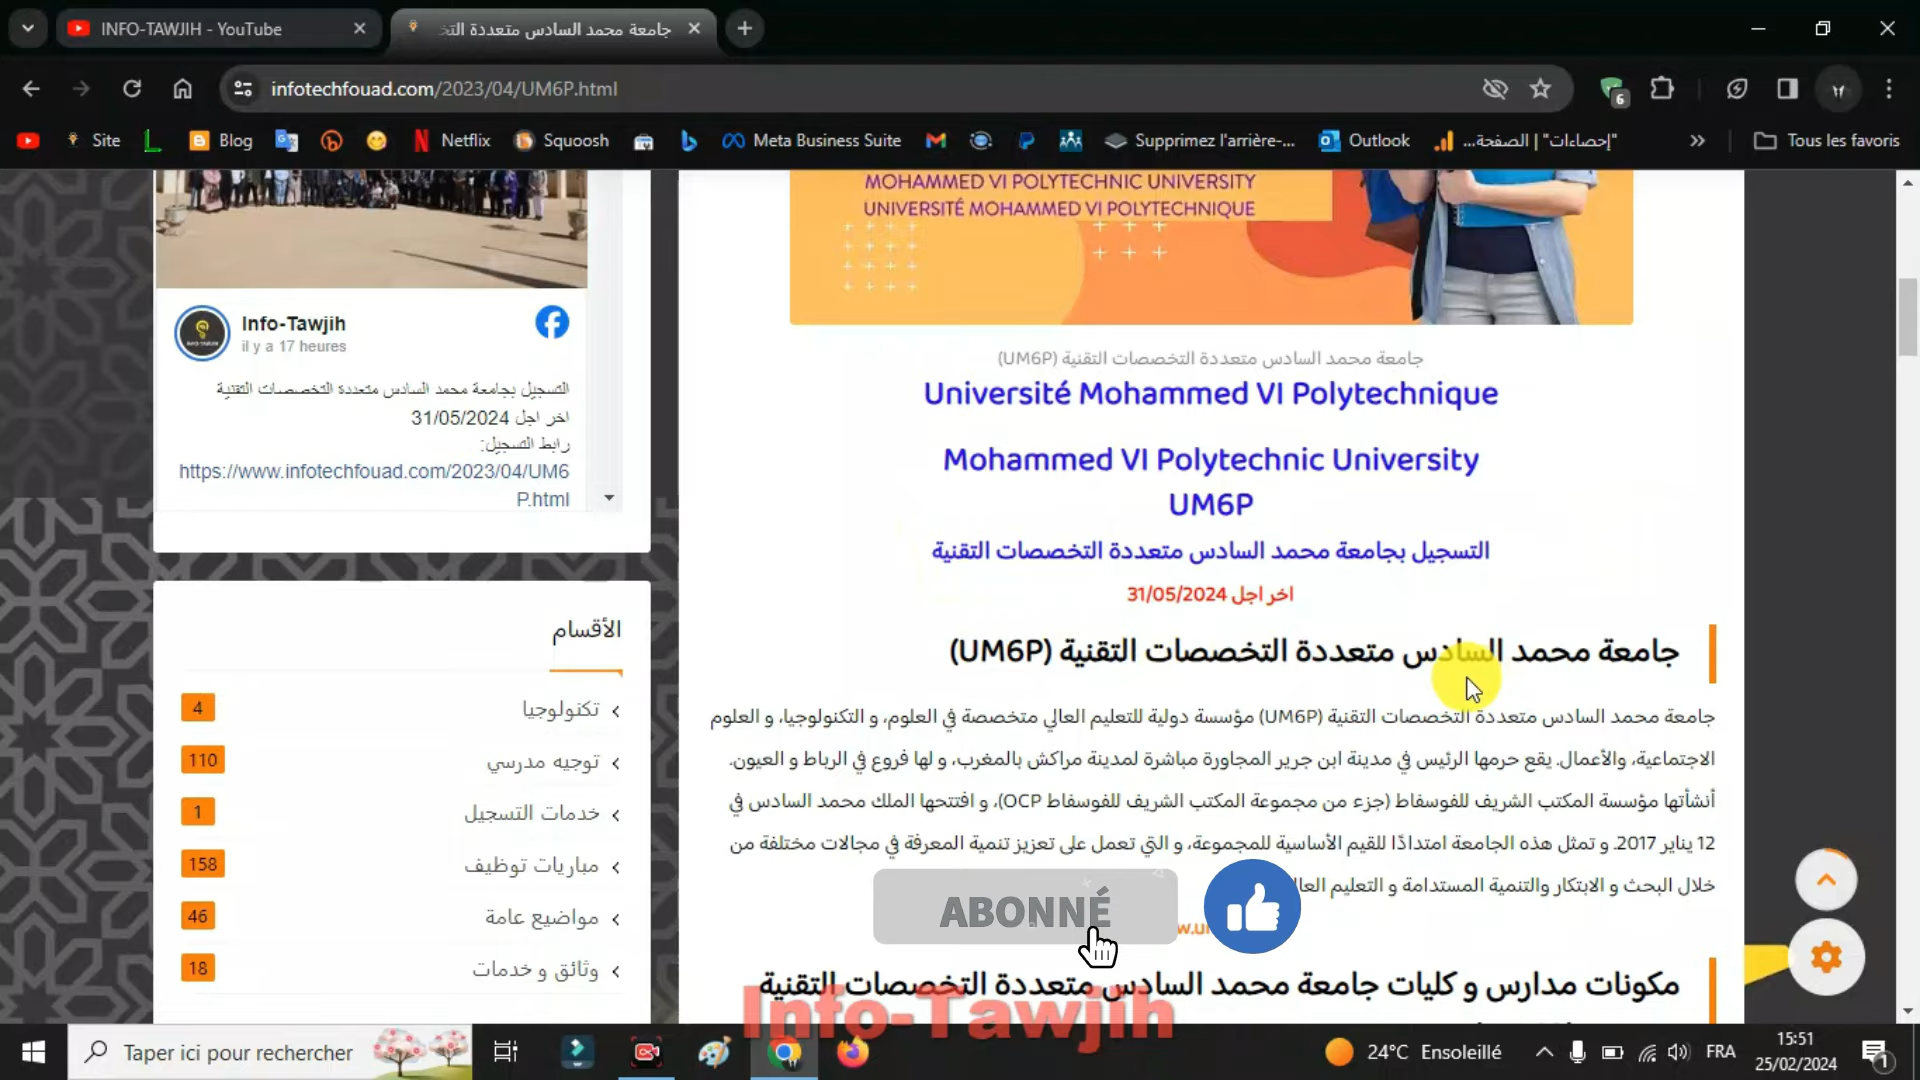 INFO-TAWJIH - YouTube
جامعة محمد السادس متعددة التخ
infotechfouad.com/2023/04/UM6P.html
6
Site
Blog
Netflix
Squoosh
Meta Business Suite
Supprimez l'arrière-...
Outlook
"إحصاءات" | الصفحة...
Tous les favoris
MOHAMMED VI POLYTECHNIC UNIVERSITY
UNIVERSITÉ MOHAMMED VI POLYTECHNIQUE
Info-Tawjih
il y a 17 heures
التسجيل بجامعة محمد السادس متعددة التخصصات التقنية
اخر اجل 31/05/2024
رابط التسجيل:
https://www.infotechfouad.com/2023/04/UM6
P.html
جامعة محمد السادس متعددة التخصصات التقنية (UM6P)
Université Mohammed VI Polytechnique
Mohammed VI Polytechnic University
UM6P
التسجيل بجامعة محمد السادس متعددة التخصصات التقنية
اخر اجل 31/05/2024
جامعة محمد السادس متعددة التخصصات التقنية (UM6P)
جامعة محمد السادس متعددة التخصصات التقنية (UM6P) مؤسسة دولية للتعليم العالي متخصصة في العلوم، و التكنولوجيا، و العلوم
الاجتماعية، والأعمال. يقع حرمها الرئيس في مدينة ابن جرير المجاورة مباشرة لمدينة مراكش بالمغرب، و لها فروع في الرباط و العيون.
أنشأتها مؤسسة المكتب الشريف للفوسفاط (جزء من مجموعة المكتب الشريف للفوسفاط OCP)، و افتتحها الملك محمد السادس في
12 يناير 2017. و تمثل هذه الجامعة امتدادًا للقيم الأساسية للمجموعة، و التي تعمل على تعزيز تنمية المعرفة في مجالات مختلفة من
خلال البحث و الابتكار والتنمية المستدامة و التعليم
مكونات مدارس و كليات جامعة محمد السادس متعددة التخصصات التقنية
الأقسام
تكنولوجيا 4
توجيه مدرسي 110
خدمات التسجيل 1
مباريات توظيف 158
مواضيع عامة 46
وثائق و خدمات 18
ABONNÉ
Info-Tawjih
Taper ici pour rechercher
24°C Ensoleillé
FRA
15:51
25/02/2024
1